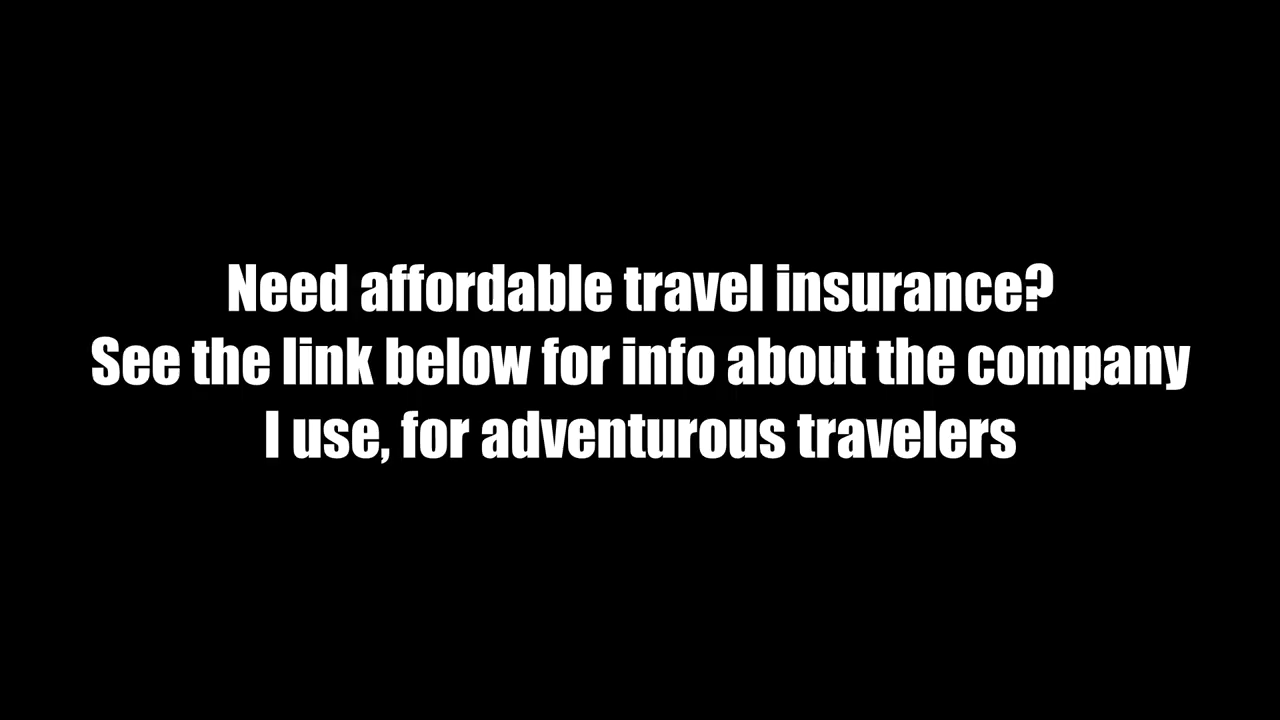 Need affordable travel insurance?
See the link below for info about the company
I use, for adventurous travelers